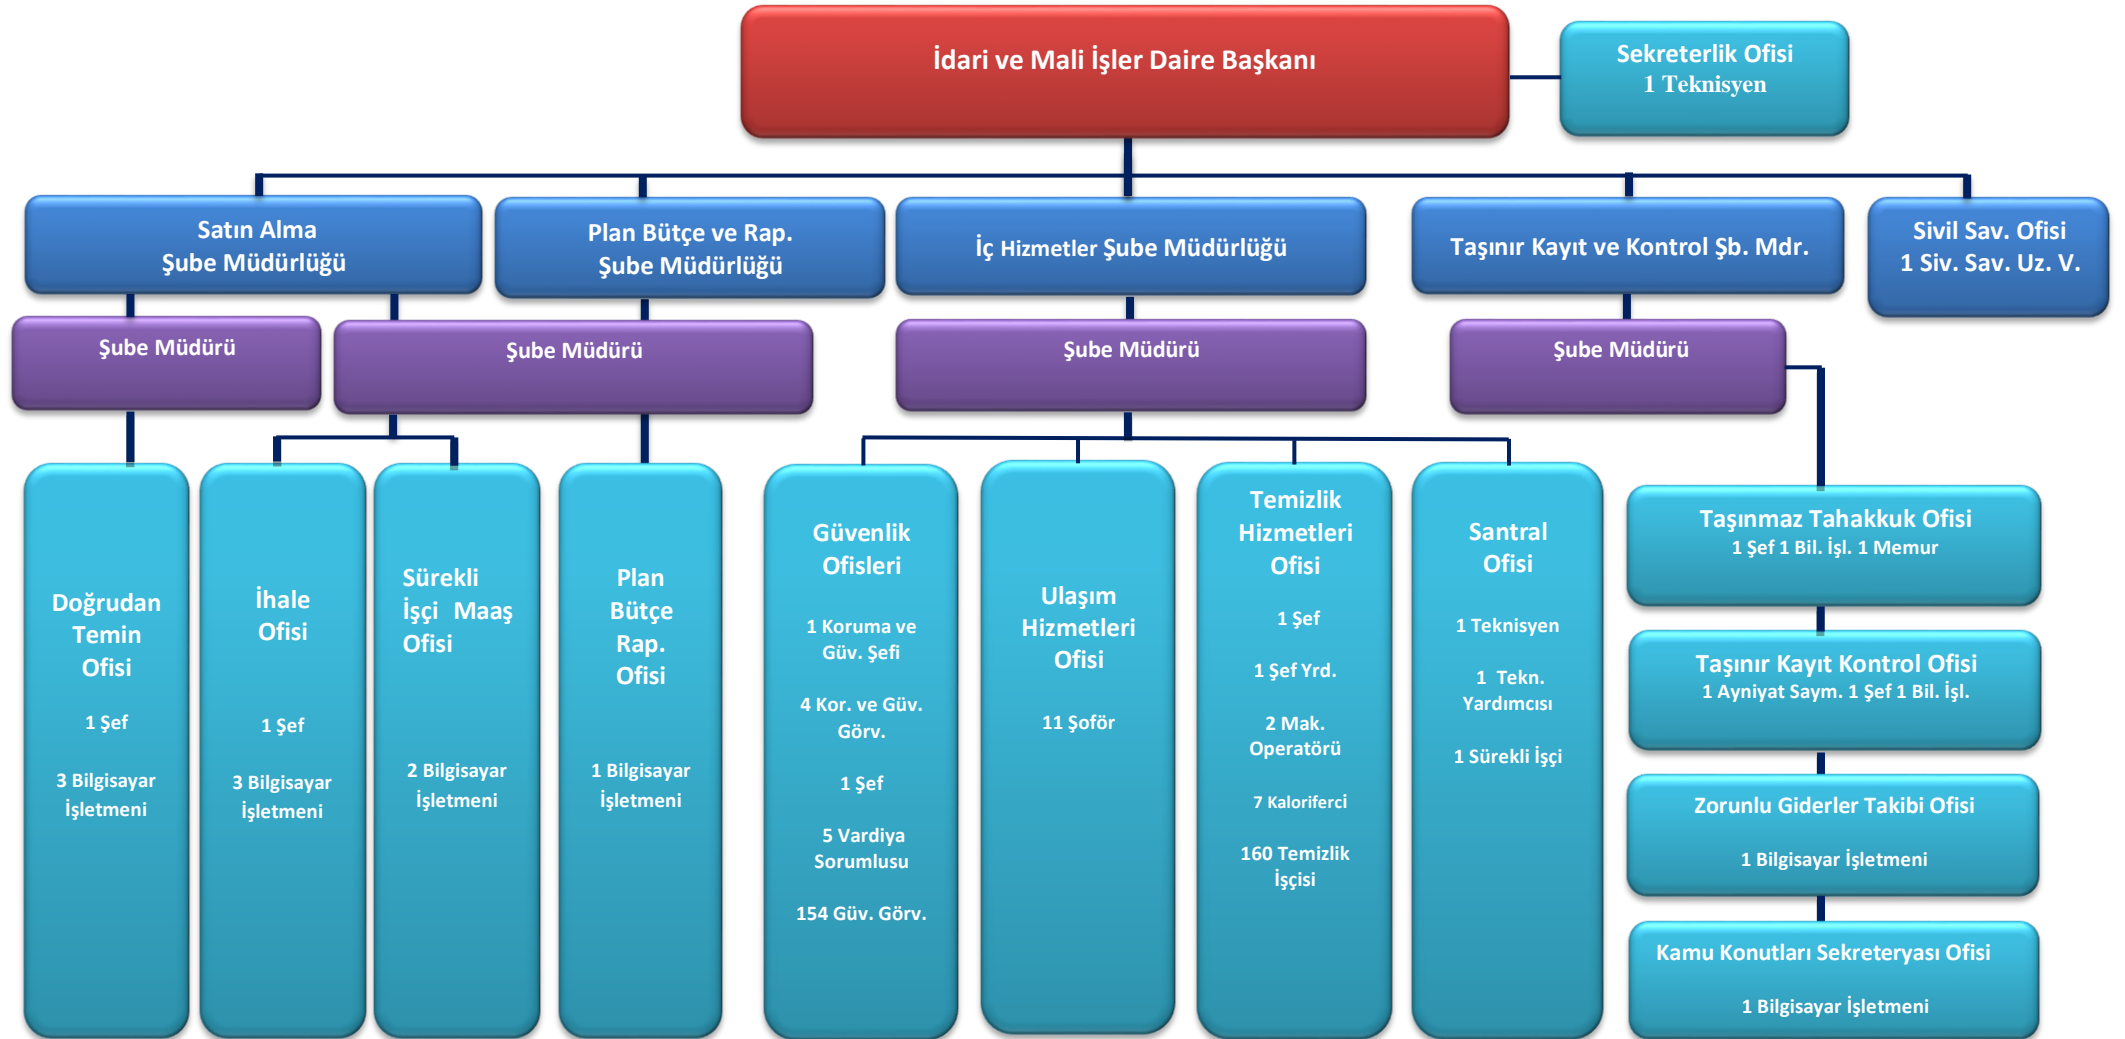 İdari ve Mali İşler Daire Başkanı
Sekreterlik Ofisi
1 Teknisyen
Satın Alma
Şube Müdürlüğü
Plan Bütçe ve Rap.
Şube Müdürlüğü
İç Hizmetler Şube Müdürlüğü
Taşınır Kayıt ve Kontrol Şb. Mdr.
Sivil Sav. Ofisi
1 Siv. Sav. Uz. V.
Şube Müdürü
Şube Müdürü
Şube Müdürü
Şube Müdürü
Doğrudan
Temin
Ofisi
1 Şef
3 Bilgisayar
İşletmeni
İhale
Ofisi
1 Şef
3 Bilgisayar
İşletmeni
Sürekli
İşçi Maaş
Ofisi
2 Bilgisayar
İşletmeni
Plan
Bütçe
Rap.
Ofisi
1 Bilgisayar
İşletmeni
Güvenlik
Ofisleri
1 Koruma ve
Güv. Şefi
4 Kor. ve Güv.
Görv.
1 Şef
5 Vardiya
Sorumlusu
154 Güv. Görv.
Ulaşım
Hizmetleri
Ofisi
11 Şoför
Temizlik
Hizmetleri
Ofisi
1 Şef
1 Şef Yrd.
2 Mak.
Operatörü
7 Kaloriferci
160 Temizlik
İşçisi
Santral
Ofisi
1 Teknisyen
1 Tekn.
Yardımcısı
1 Sürekli İşçi
Taşınmaz Tahakkuk Ofisi
1 Şef 1 Bil. İşl. 1 Memur
Taşınır Kayıt Kontrol Ofisi
1 Ayniyat Saym. 1 Şef 1 Bil. İşl.
Zorunlu Giderler Takibi Ofisi
1 Bilgisayar İşletmeni
Kamu Konutları Sekreteryası Ofisi
1 Bilgisayar İşletmeni